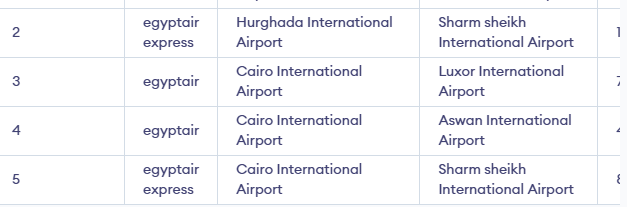 2
egyptair
express
Hurghada International
Airport
Sharm sheikh
International Airport
3
egyptair
Cairo International
Airport
Luxor International
Airport
4
egyptair
Cairo International
Airport
Aswan International
Airport
5
egyptair
express
Cairo International
Airport
Sharm sheikh
International Airport